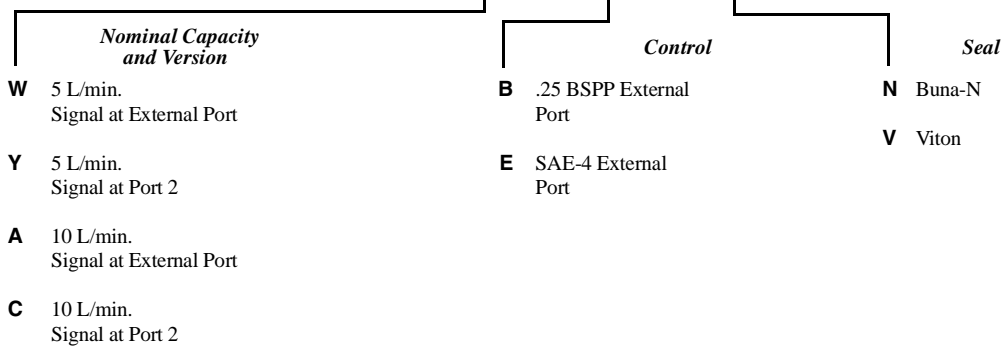 Nominal Capacity
and Version
W 5 L/min.
Signal at External Port
Y 5 L/min.
Signal at Port 2
A 10 L/min.
Signal at External Port
C 10 L/min.
Signal at Port 2
Control
B .25 BSPP External
Port
E SAE-4 External
Port
Seal
N Buna-N
V Viton